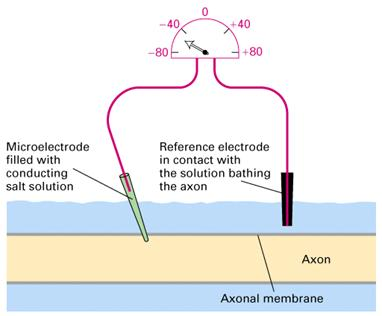 0
−40
+40
−80
+80
Microelectrode
filled with
conducting
salt solution
Reference electrode
in contact with
the solution bathing
the axon
Axon
Axonal membrane